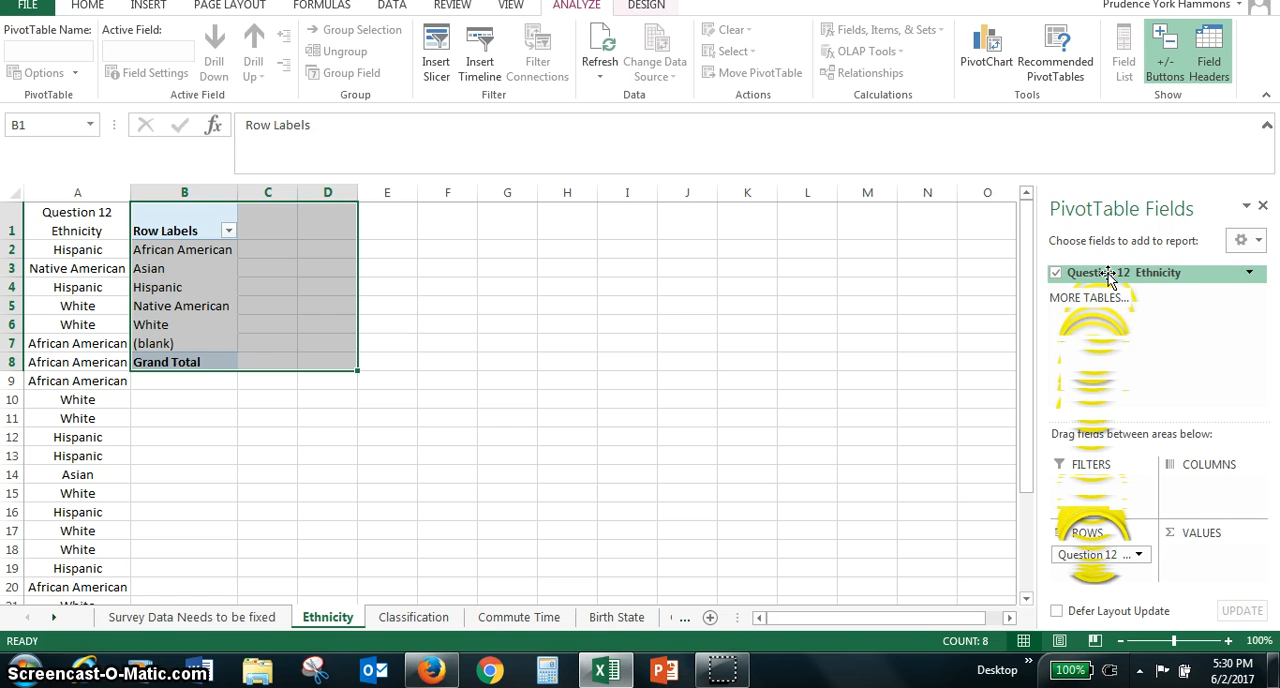 FILE HOME INSERT PAGE LAYOUT FORMULAS DATA REVIEW VIEW ANALYZE DESIGN Prudence York Hammons
PivotTable Name: Active Field: Group Selection Clear Fields, Items, & Sets
Options Field Settings Drill Down Drill Up Ungroup Group Field Insert Slicer Insert Timeline Filter Connections Refresh Change Data Source Select Move PivotTable OLAP Tools Relationships PivotChart Recommended PivotTables Field List +/- Buttons Field Headers
PivotTable Active Field Group Filter Data Actions Calculations Tools Show
B1 fx Row Labels
A B C D E F G H I J K L M N O
Question 12
1 Ethnicity Row Labels
2 Hispanic African American
3 Native American Asian
4 Hispanic Hispanic
5 White Native American
6 White White
7 African American (blank)
8 African American Grand Total
9 African American
10 White
11 White
12 Hispanic
13 Hispanic
14 Asian
15 White
16 Hispanic
17 White
18 White
19 Hispanic
20 African American
PivotTable Fields
Choose fields to add to report:
Question 12 Ethnicity
MORE TABLES...
Drag fields between areas below:
FILTERS COLUMNS
ROWS VALUES
Question 12 ...
Defer Layout Update UPDATE
Survey Data Needs to be fixed Ethnicity Classification Commute Time Birth State ...
READY COUNT: 8 100%
Screencast-O-Matic.com Desktop 100% 5:30 PM
6/2/2017